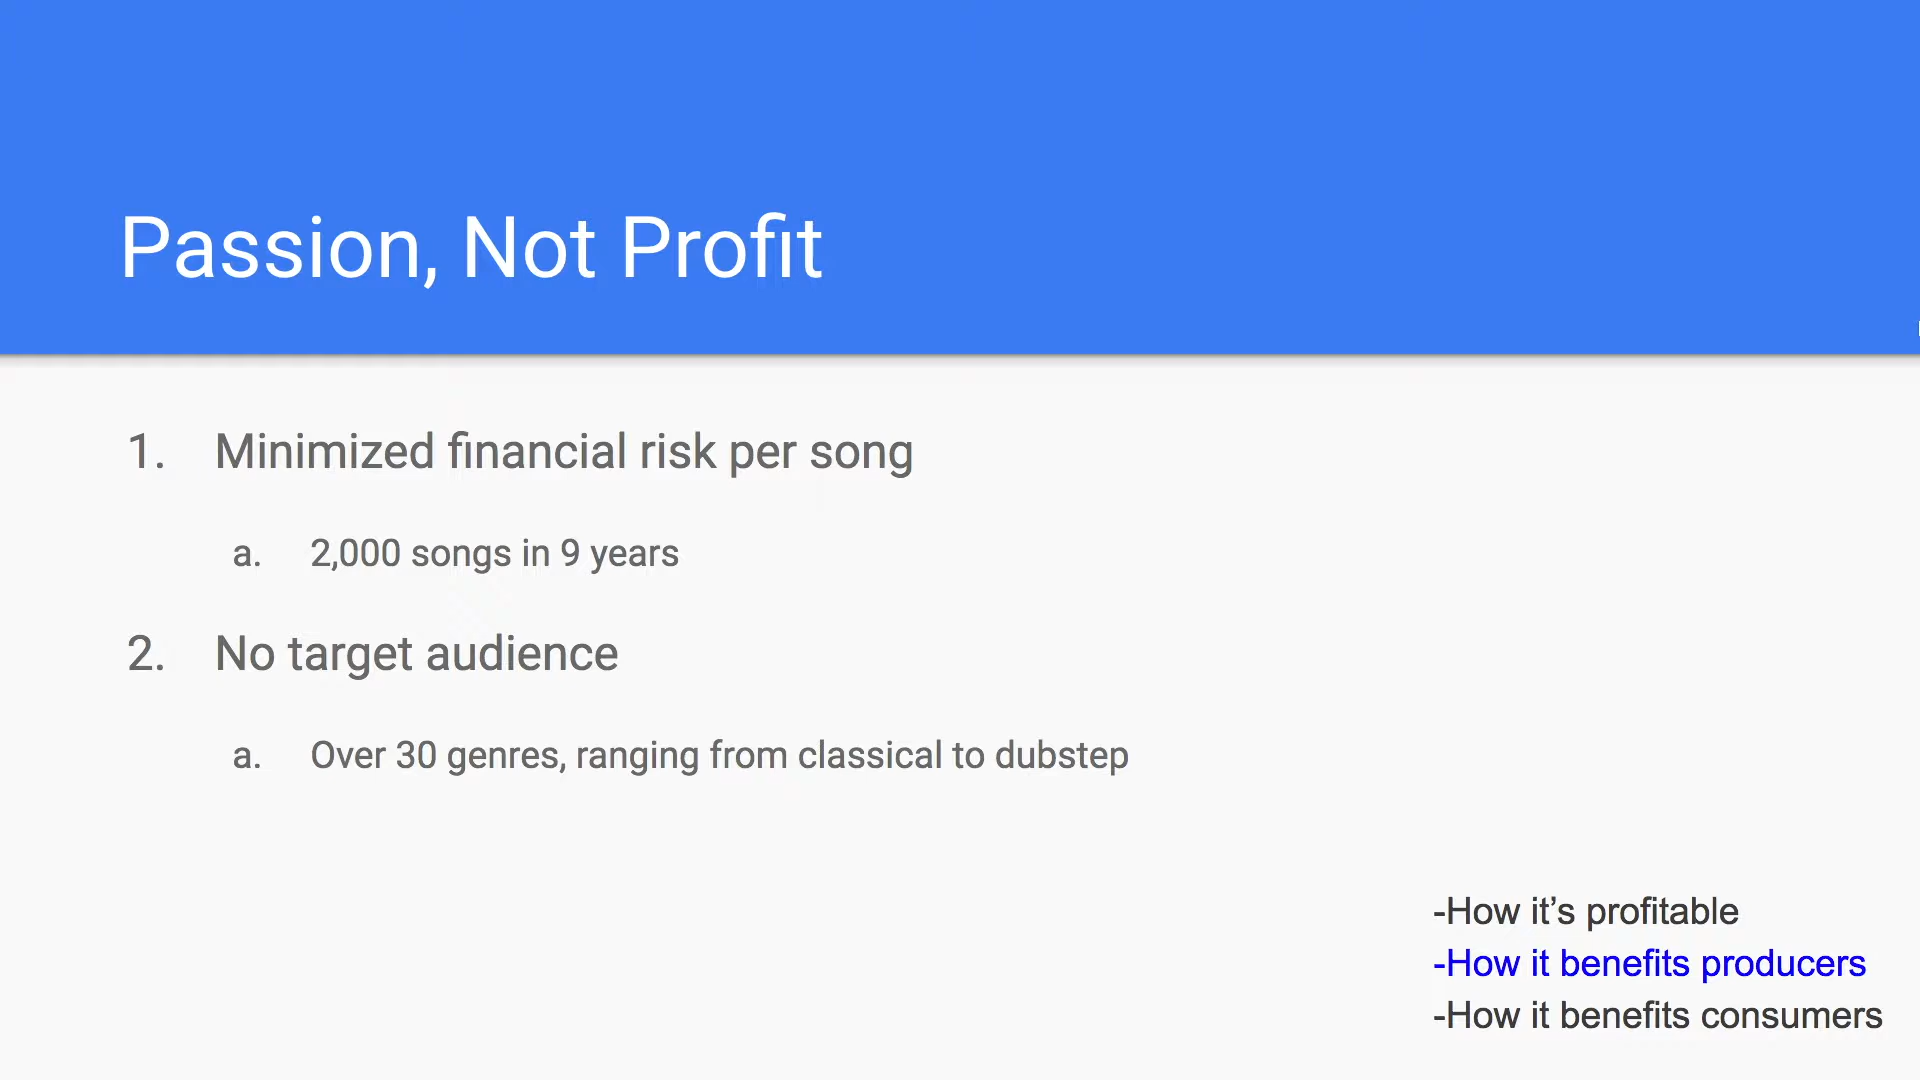 Passion, Not Profit
1. Minimized financial risk per song
a. 2,000 songs in 9 years
2. No target audience
a. Over 30 genres, ranging from classical to dubstep
-How it’s profitable
-How it benefits producers
-How it benefits consumers